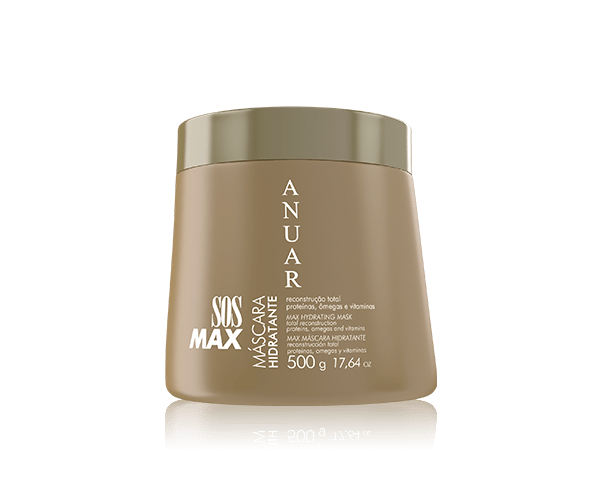 ANUAR
SOS
MAX
MÁSCARA
HIDRATANTE
reconstrução total
proteínas, ômegas e vitaminas
MAX HYDRATING MASK
total reconstruction
proteins, omegas and vitamins
MAX MÁSCARA HIDRATANTE
reconstrucción total
proteínas, omegas y vitaminas
500 g 17,64 oz